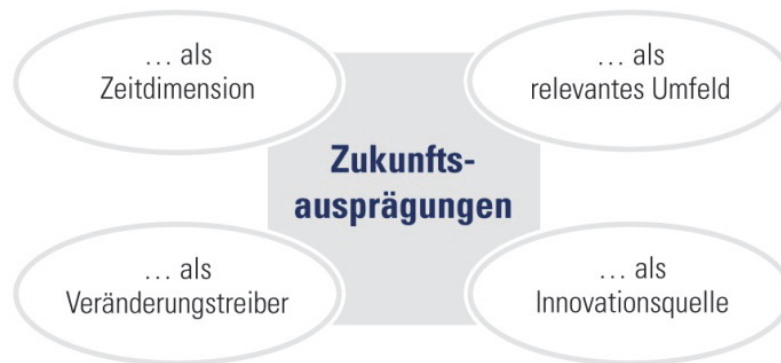 … als
Zeitdimension
… als
relevantes Umfeld
Zukunfts-
ausprägungen
… als
Veränderungstreiber
… als
Innovationsquelle